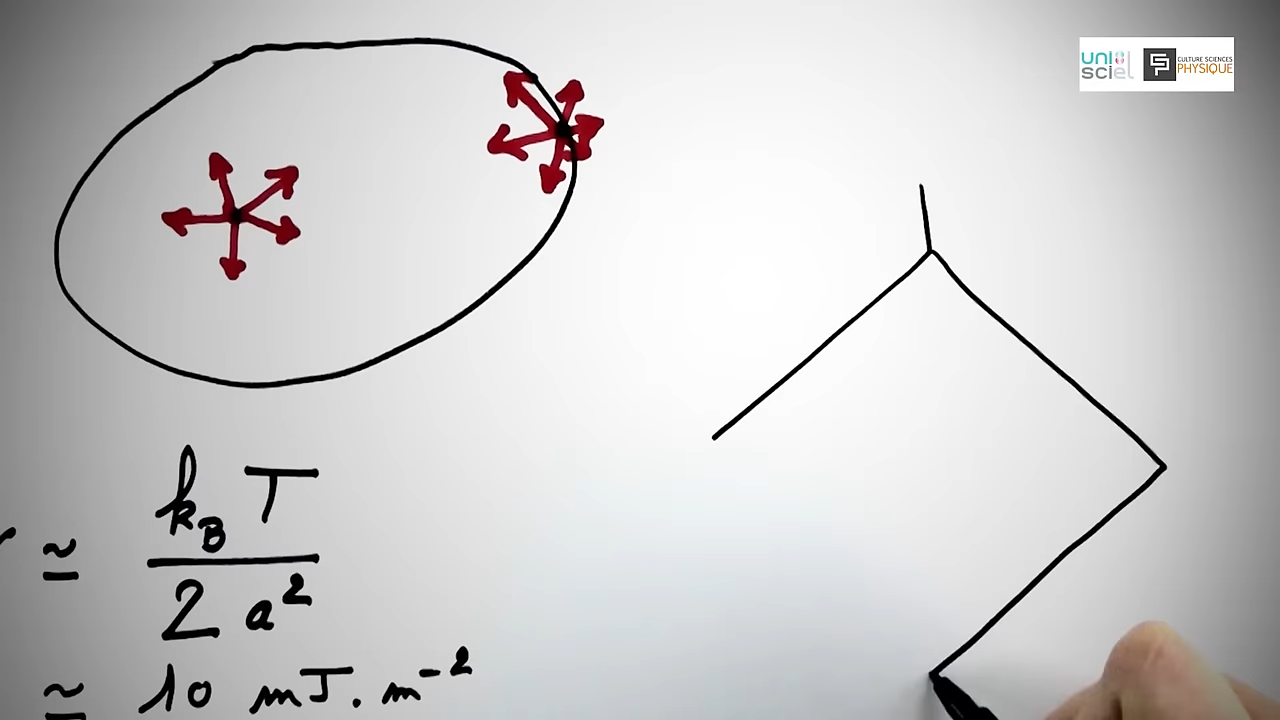 uni
sciel
CULTURE SCIENCES
PHYSIQUE
≃ k_B T / 2 a²
≃ 10 mJ.m⁻²